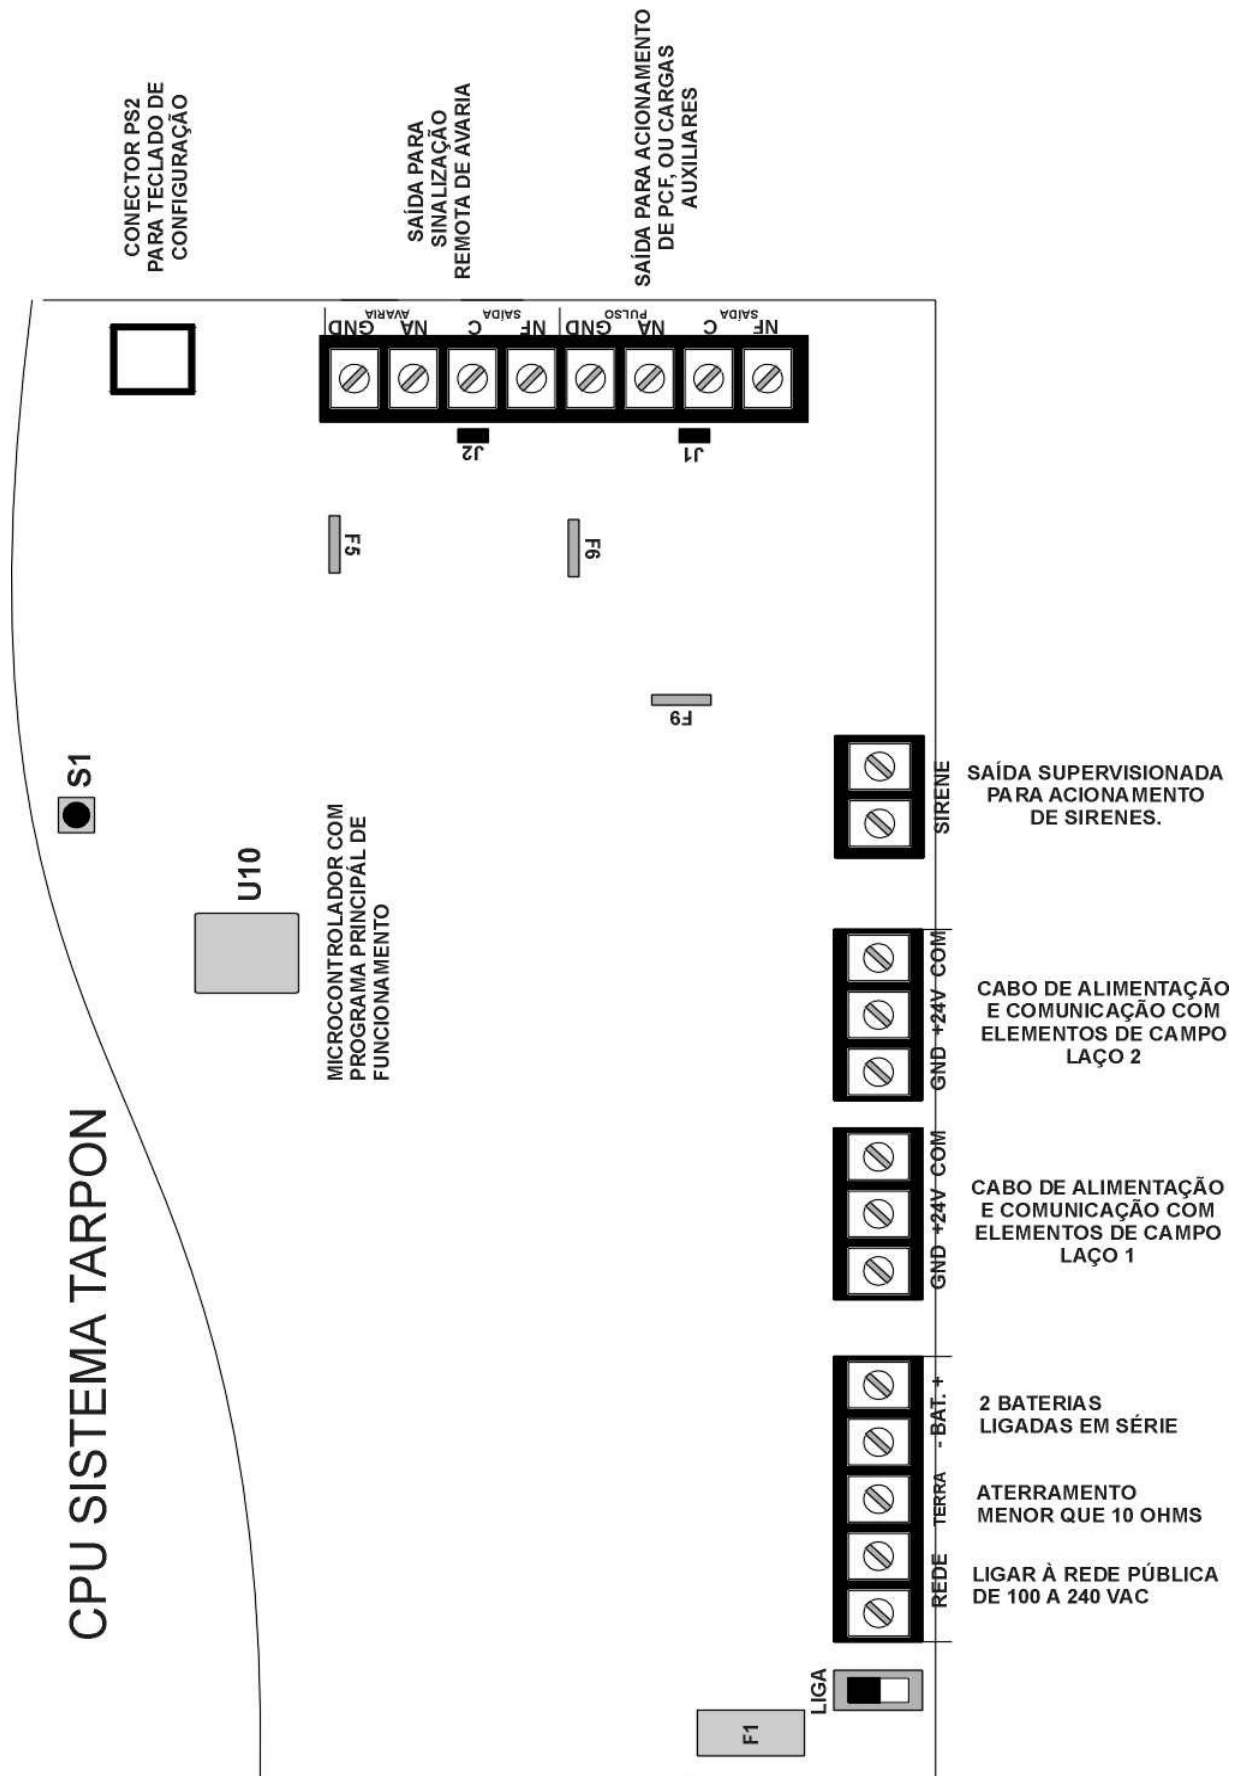 CONECTOR PS2
PARA TECLADO DE
CONFIGURAÇÃO
SAÍDA PARA
SINALIZAÇÃO
REMOTA DE AVARIA
SAÍDA PARA ACIONAMENTO
DE PCF, OU CARGAS
AUXILIARES
GND
AVARIA
NA
C
SAÍDA
NF
GND
PULSO
NA
C
SAÍDA
NF
J2
J1
F5
F6
F9
S1
U10
MICROCONTROLADOR COM
PROGRAMA PRINCIPÁL DE
FUNCIONAMENTO
CPU SISTEMA TARPON
SIRENE
SAÍDA SUPERVISIONADA
PARA ACIONAMENTO
DE SIRENES.
GND +24V COM
CABO DE ALIMENTAÇÃO
E COMUNICAÇÃO COM
ELEMENTOS DE CAMPO
LAÇO 2
GND +24V COM
CABO DE ALIMENTAÇÃO
E COMUNICAÇÃO COM
ELEMENTOS DE CAMPO
LAÇO 1
- BAT. +
2 BATERIAS
LIGADAS EM SÉRIE
TERRA
ATERRAMENTO
MENOR QUE 10 OHMS
REDE
LIGAR À REDE PÚBLICA
DE 100 A 240 VAC
LIGA
F1